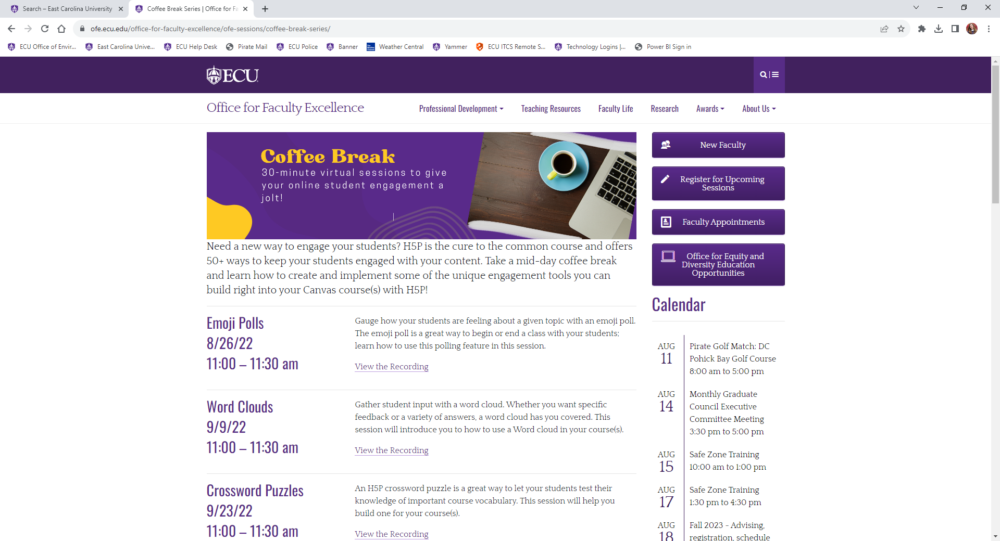 Search – East Carolina University
Coffee Break Series | Office for Fa
ofe.ecu.edu/office-for-faculty-excellence/ofe-sessions/coffee-break-series/
ECU Office of Envir...
East Carolina Unive...
ECU Help Desk
Pirate Mail
ECU Police
Banner
Weather Central
Yammer
ECU ITCS Remote S...
Technology Logins |...
Power BI Sign in
ECU
Office for Faculty Excellence
Professional Development
Teaching Resources
Faculty Life
Research
Awards
About Us
Coffee Break
30-minute virtual sessions to give
your online student engagement a
jolt!
Need a new way to engage your students? H5P is the cure to the common course and offers
50+ ways to keep your students engaged with your content. Take a mid-day coffee break
and learn how to create and implement some of the unique engagement tools you can
build right into your Canvas course(s) with H5P!
Emoji Polls
8/26/22
11:00 – 11:30 am
Gauge how your students are feeling about a given topic with an emoji poll.
The emoji poll is a great way to begin or end a class with your students;
learn how to use this polling feature in this session.
View the Recording
Word Clouds
9/9/22
11:00 – 11:30 am
Gather student input with a word cloud. Whether you want specific
feedback or a variety of answers, a word cloud has you covered. This
session will introduce you to how to use a Word cloud in your course(s).
View the Recording
Crossword Puzzles
9/23/22
11:00 – 11:30 am
An H5P crossword puzzle is a great way to let your students test their
knowledge of important course vocabulary. This session will help you
build one for your course(s).
View the Recording
New Faculty
Register for Upcoming
Sessions
Faculty Appointments
Office for Equity and
Diversity Education
Opportunities
Calendar
AUG
11
Pirate Golf Match: DC
Pohick Bay Golf Course
8:00 am to 5:00 pm
AUG
14
Monthly Graduate
Council Executive
Committee Meeting
3:30 pm to 5:00 pm
AUG
15
Safe Zone Training
10:00 am to 1:00 pm
AUG
17
Safe Zone Training
1:30 pm to 4:30 pm
AUG
18
Fall 2023 - Advising,
registration, schedule